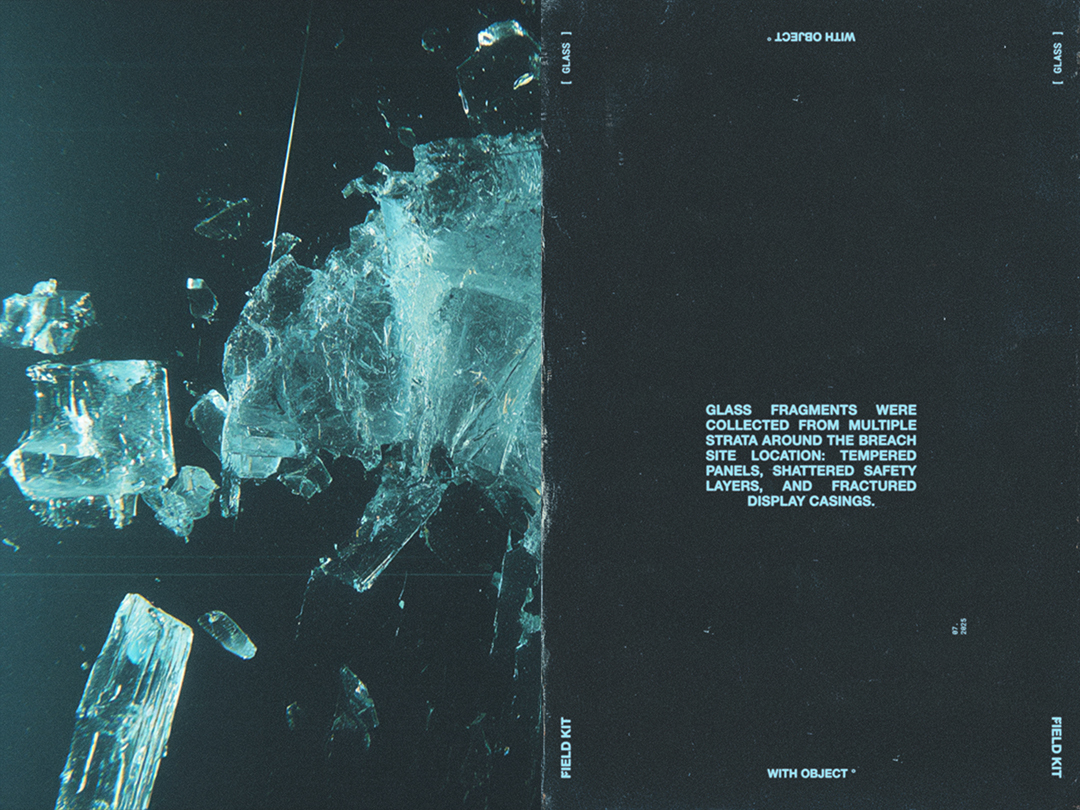 [ GLASS ]
WITH OBJECT °
[ GLASS ]
GLASS FRAGMENTS WERE
COLLECTED FROM MULTIPLE
STRATA AROUND THE BREACH
SITE LOCATION: TEMPERED
PANELS, SHATTERED SAFETY
LAYERS, AND FRACTURED
DISPLAY CASINGS.
07.
2025
FIELD KIT
WITH OBJECT °
FIELD KIT